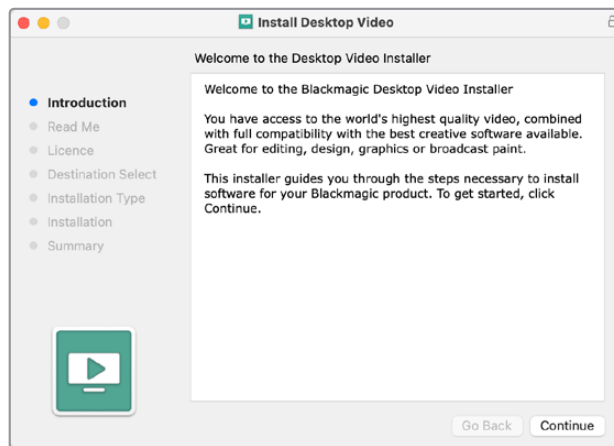 Install Desktop Video
Welcome to the Desktop Video Installer
Introduction
Read Me
Licence
Destination Select
Installation Type
Installation
Summary
Welcome to the Blackmagic Desktop Video Installer
You have access to the world's highest quality video, combined
with full compatibility with the best creative software available.
Great for editing, design, graphics or broadcast paint.
This installer guides you through the steps necessary to install
software for your Blackmagic product. To get started, click
Continue.
Go Back
Continue